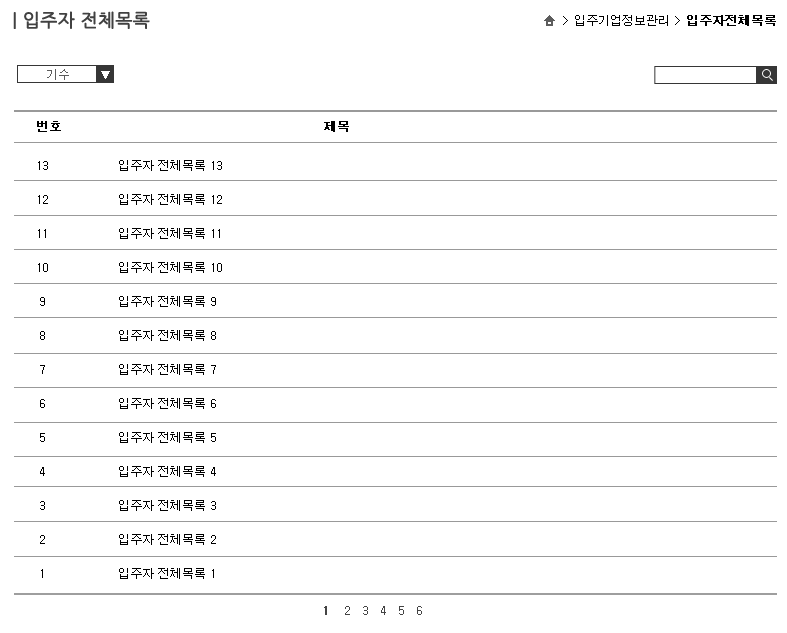 | 입주자 전체목록
> 입주기업정보관리 > 입주자전체목록
기수 ▼
번호 제목
13 입주자 전체목록 13
12 입주자 전체목록 12
11 입주자 전체목록 11
10 입주자 전체목록 10
9 입주자 전체목록 9
8 입주자 전체목록 8
7 입주자 전체목록 7
6 입주자 전체목록 6
5 입주자 전체목록 5
4 입주자 전체목록 4
3 입주자 전체목록 3
2 입주자 전체목록 2
1 입주자 전체목록 1
1 2 3 4 5 6